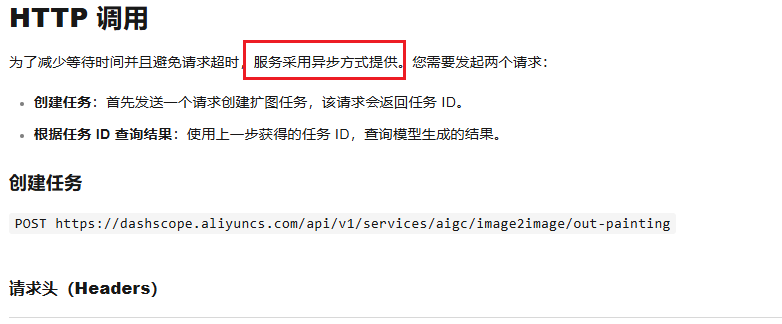 HTTP 调用
为了减少等待时间并且避免请求超时，服务采用异步方式提供。您需要发起两个请求：
创建任务：首先发送一个请求创建扩图任务，该请求会返回任务 ID。
根据任务 ID 查询结果：使用上一步获得的任务 ID，查询模型生成的结果。
创建任务
POST https://dashscope.aliyuncs.com/api/v1/services/aigc/image2image/out-painting
请求头（Headers）